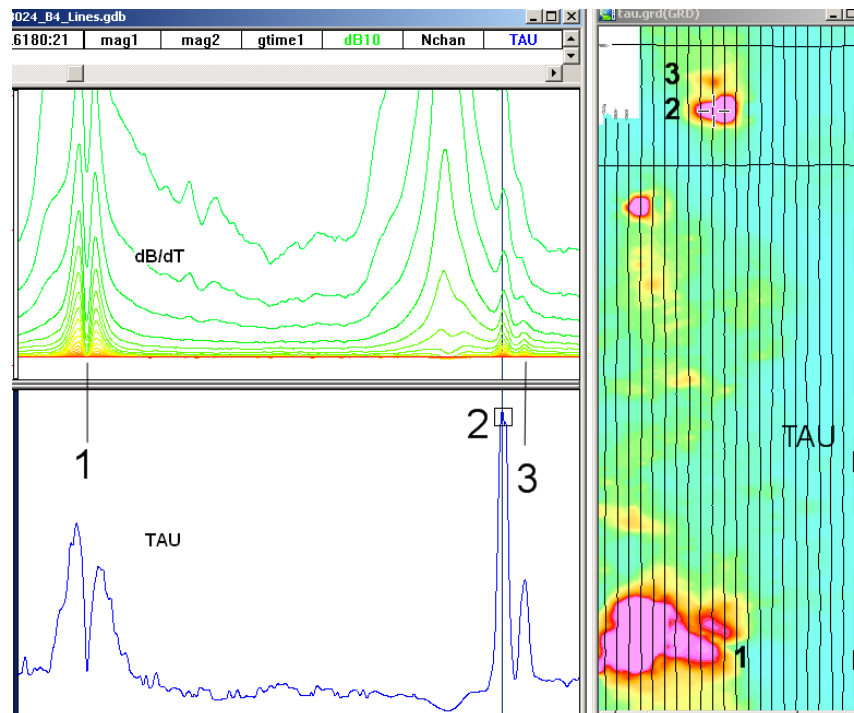 3024_B4_Lines.gdb
.6180:21 mag1 mag2 gtime1 dB10 Nchan TAU
dB/dT
1
2
3
TAU
tau.grd(GRD)
3
2
TAU
1